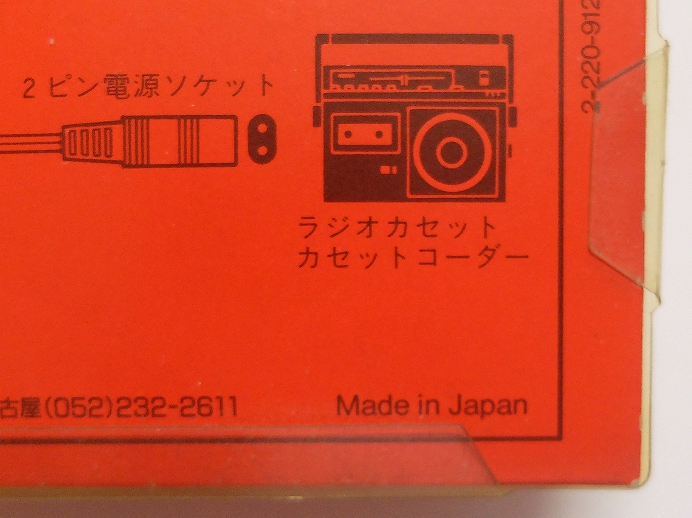 2ピン電源ソケット
2-220-912
ラジオカセット
カセットコーダー
古屋(052)232-2611
Made in Japan